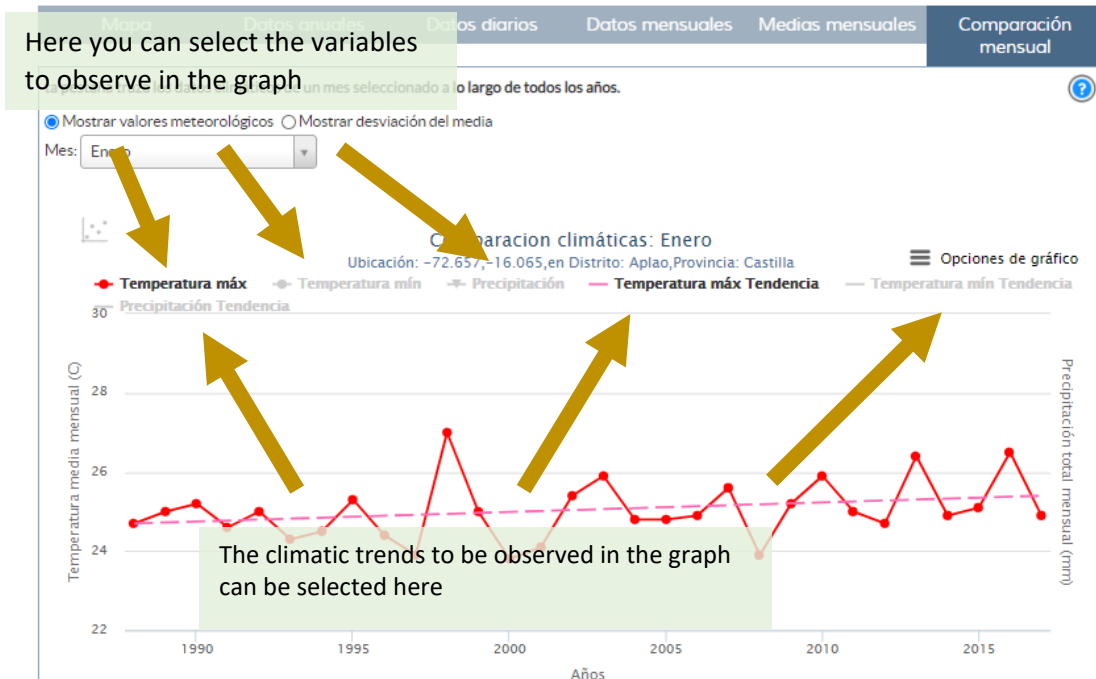 Mapa Datos anuales Datos diarios Datos mensuales Medias mensuales Comparación
mensual
Here you can select the variables
to observe in the graph
un mes seleccionado a lo largo de todos los años.
Mostrar valores meteorológicos Mostrar desviación del media
Mes: Enero
climáticas: Enero
Ubicación: -72.657,-16.065,en Distrito: Aplao,Provincia: Castilla
Opciones de gráfico
Temperatura máx Temperatura mín Precipitación Temperatura máx Tendencia Temperatura mín Tendencia
Precipitación Tendencia
Temperatura media mensual (C)
30
28
26
24
22
Precipitación total mensual (mm)
The climatic trends to be observed in the graph
can be selected here
1990 1995 2000 2005 2010 2015
Años